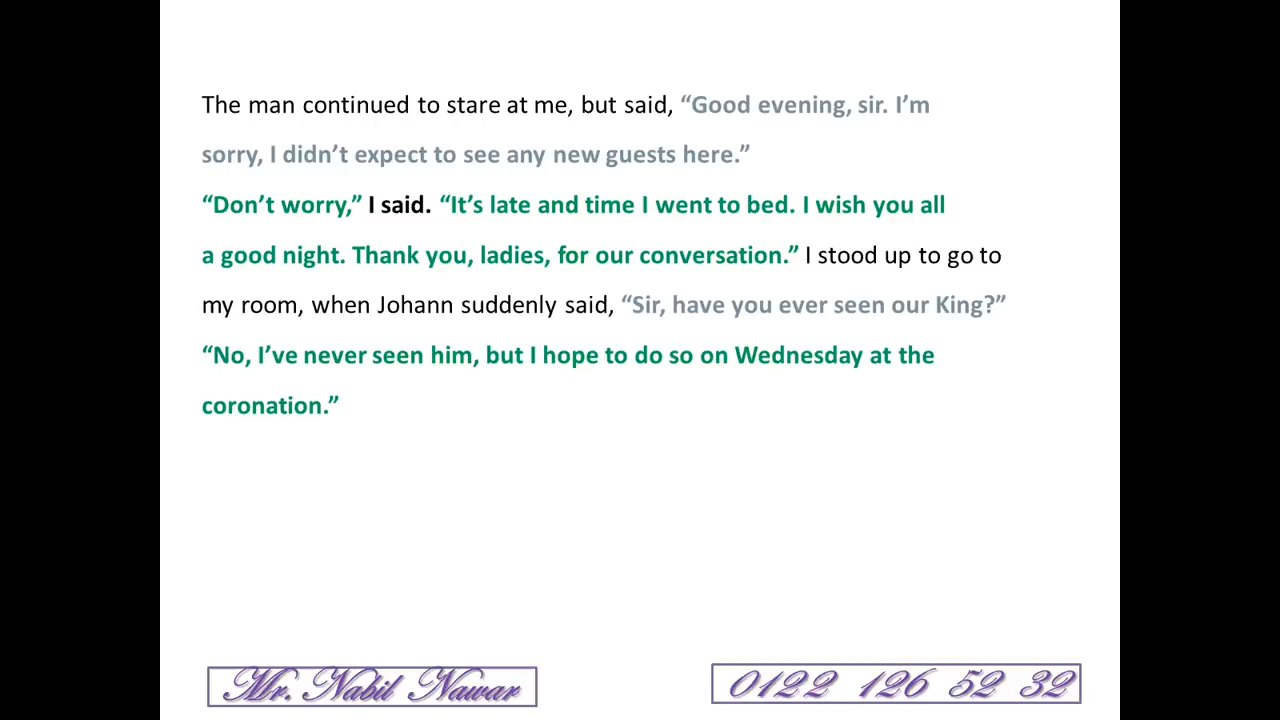 The man continued to stare at me, but said, “Good evening, sir. I’m
sorry, I didn’t expect to see any new guests here.”
“Don’t worry,” I said. “It’s late and time I went to bed. I wish you all
a good night. Thank you, ladies, for our conversation.” I stood up to go to
my room, when Johann suddenly said, “Sir, have you ever seen our King?”
“No, I’ve never seen him, but I hope to do so on Wednesday at the
coronation.”
Mr. Nabil Nawar
0122 126 52 32